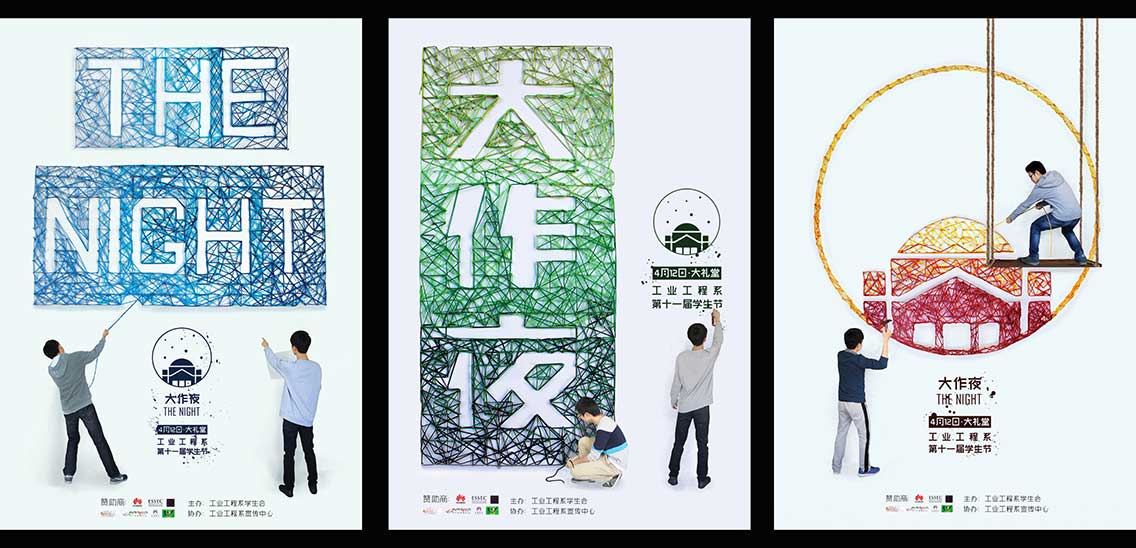 THE
NIGHT
大作夜
THE NIGHT
4月12日·大礼堂
工业工程系
第十一届学生节
赞助商:
ESSEC
主办: 工业工程系学生会
协办: 工业工程系宣传中心
大
作
夜
4月12日·大礼堂
工业工程系
第十一届学生节
赞助商:
ESSEC
主办: 工业工程系学生会
协办: 工业工程系宣传中心
大作夜
THE NIGHT
4月12日·大礼堂
工业工程系
第十一届学生节
赞助商:
ESSEC
主办: 工业工程系学生会
协办: 工业工程系宣传中心